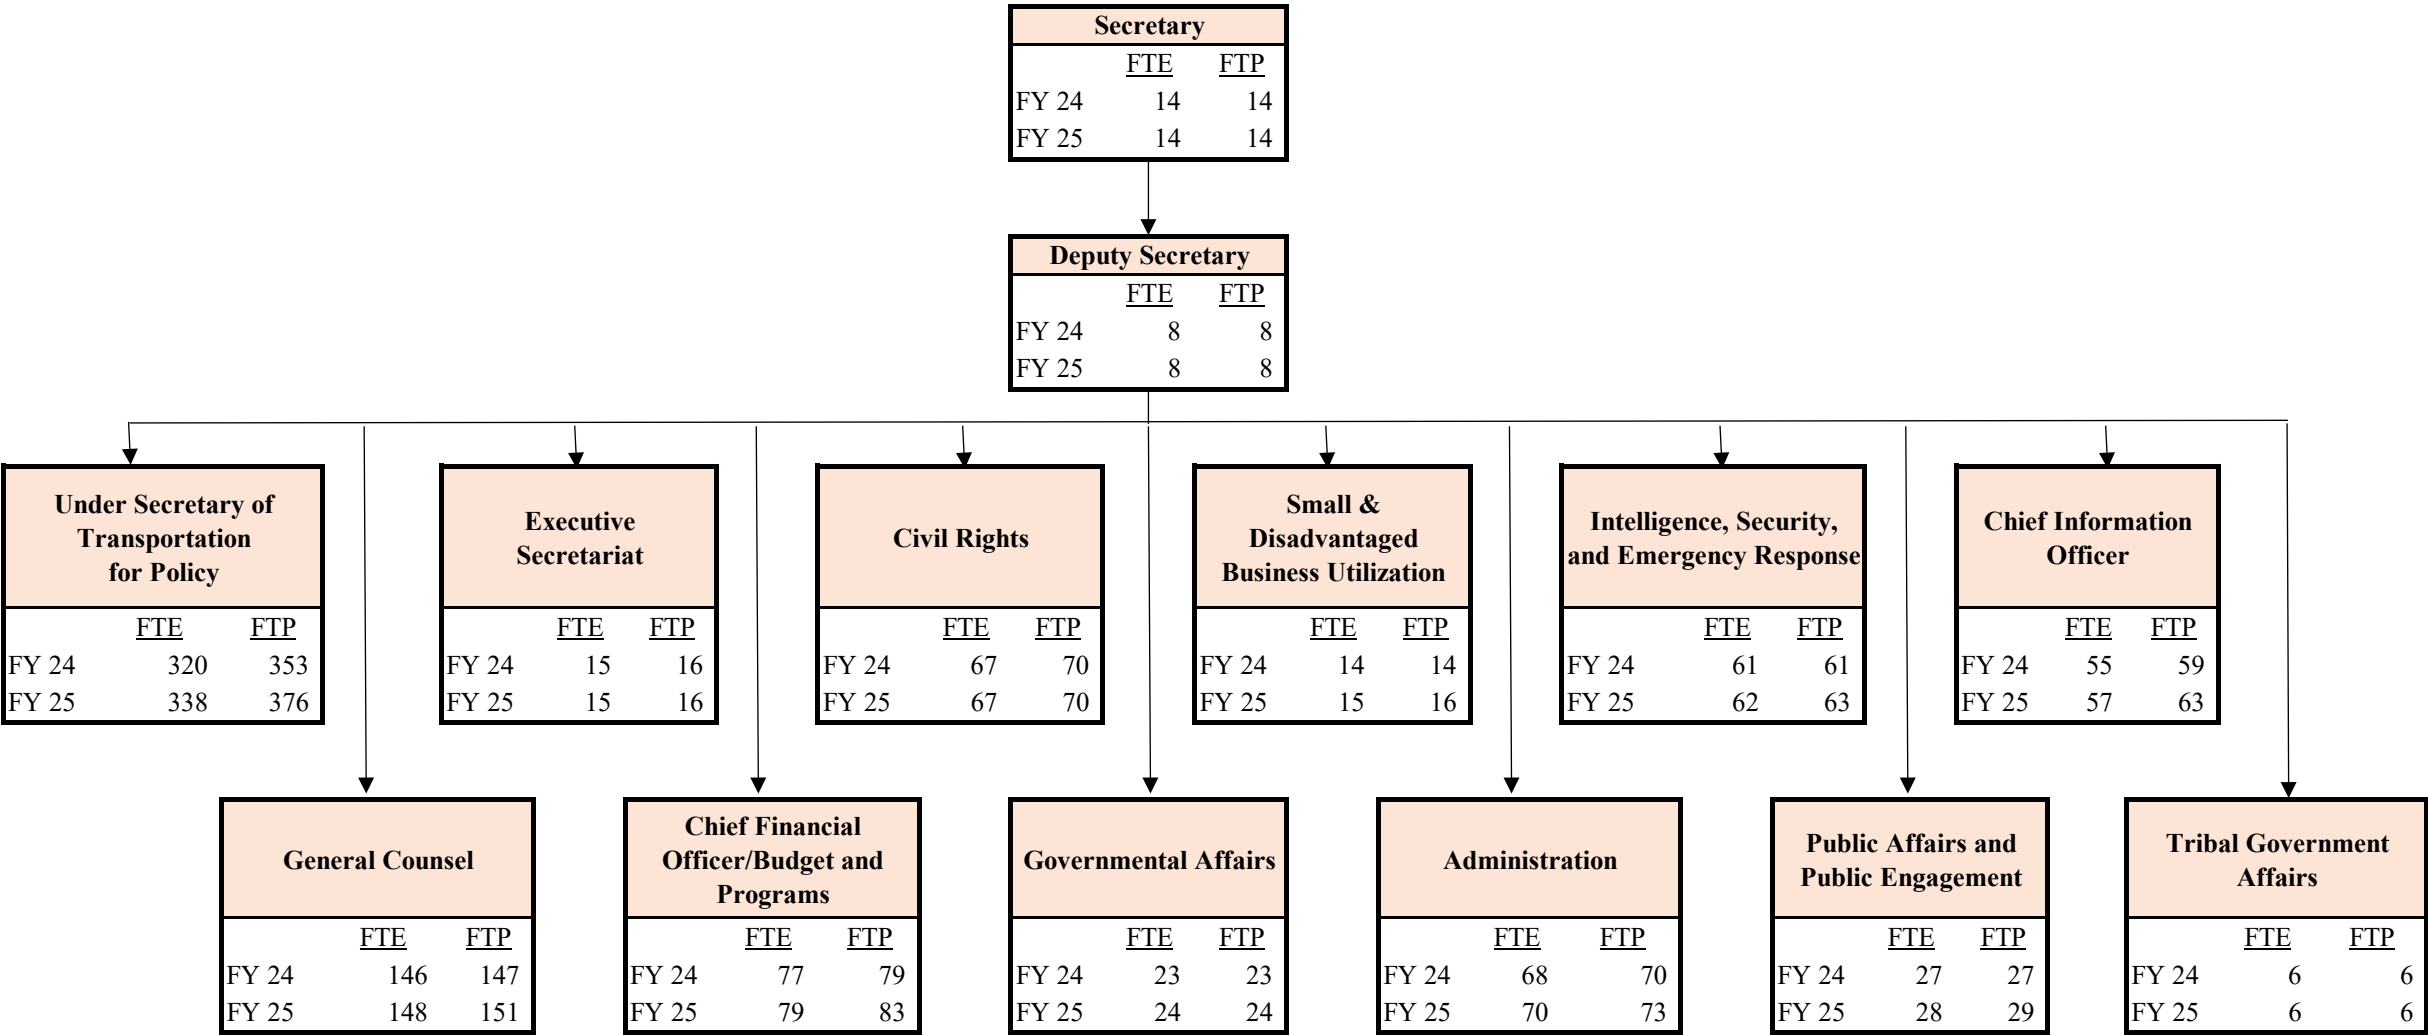 Secretary
FTE FTP
FY 24 14 14
FY 25 14 14
Deputy Secretary
FTE FTP
FY 24 8 8
FY 25 8 8
Under Secretary of
Transportation
for Policy
FTE FTP
FY 24 320 353
FY 25 338 376
Executive
Secretariat
FTE FTP
FY 24 15 16
FY 25 15 16
Civil Rights
FTE FTP
FY 24 67 70
FY 25 67 70
Small &
Disadvantaged
Business Utilization
FTE FTP
FY 24 14 14
FY 25 15 16
Intelligence, Security,
and Emergency Response
FTE FTP
FY 24 61 61
FY 25 62 63
Chief Information
Officer
FTE FTP
FY 24 55 59
FY 25 57 63
General Counsel
FTE FTP
FY 24 146 147
FY 25 148 151
Chief Financial
Officer/Budget and
Programs
FTE FTP
FY 24 77 79
FY 25 79 83
Governmental Affairs
FTE FTP
FY 24 23 23
FY 25 24 24
Administration
FTE FTP
FY 24 68 70
FY 25 70 73
Public Affairs and
Public Engagement
FTE FTP
FY 24 27 27
FY 25 28 29
Tribal Government
Affairs
FTE FTP
FY 24 6 6
FY 25 6 6